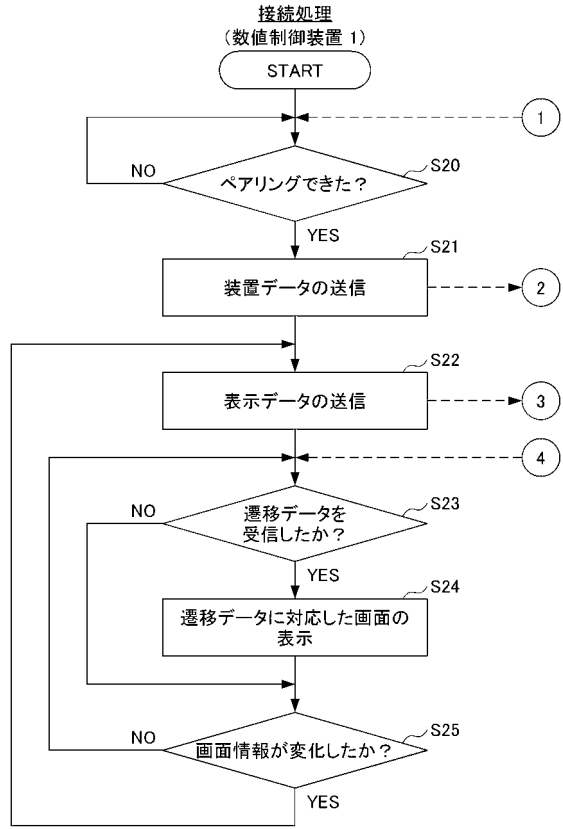 接続処理
(数値制御装置 1)
START
1
S20
NO
ペアリングできた？
YES
S21
装置データの送信
2
S22
表示データの送信
3
4
S23
NO
遷移データを
受信したか？
YES
S24
遷移データに対応した画面の
表示
S25
NO
画面情報が変化したか？
YES